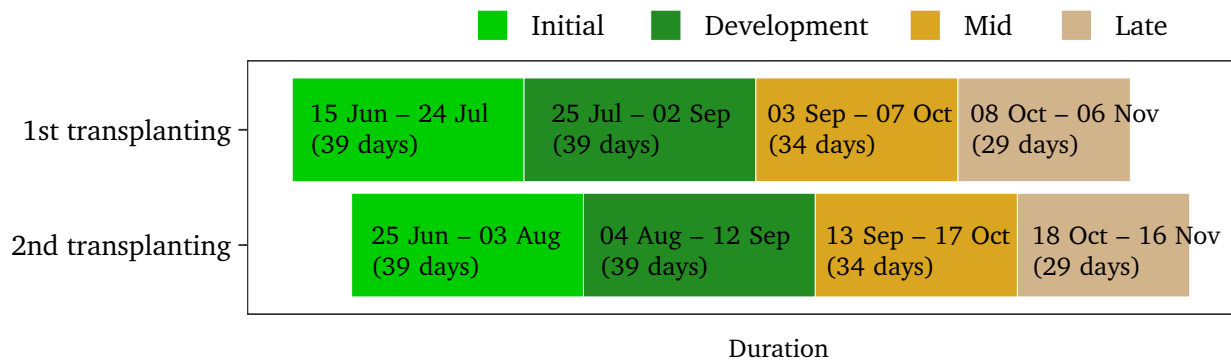 Initial Development Mid Late
1st transplanting
15 Jun – 24 Jul
(39 days)
25 Jul – 02 Sep
(39 days)
03 Sep – 07 Oct
(34 days)
08 Oct – 06 Nov
(29 days)
2nd transplanting
25 Jun – 03 Aug
(39 days)
04 Aug – 12 Sep
(39 days)
13 Sep – 17 Oct
(34 days)
18 Oct – 16 Nov
(29 days)
Duration